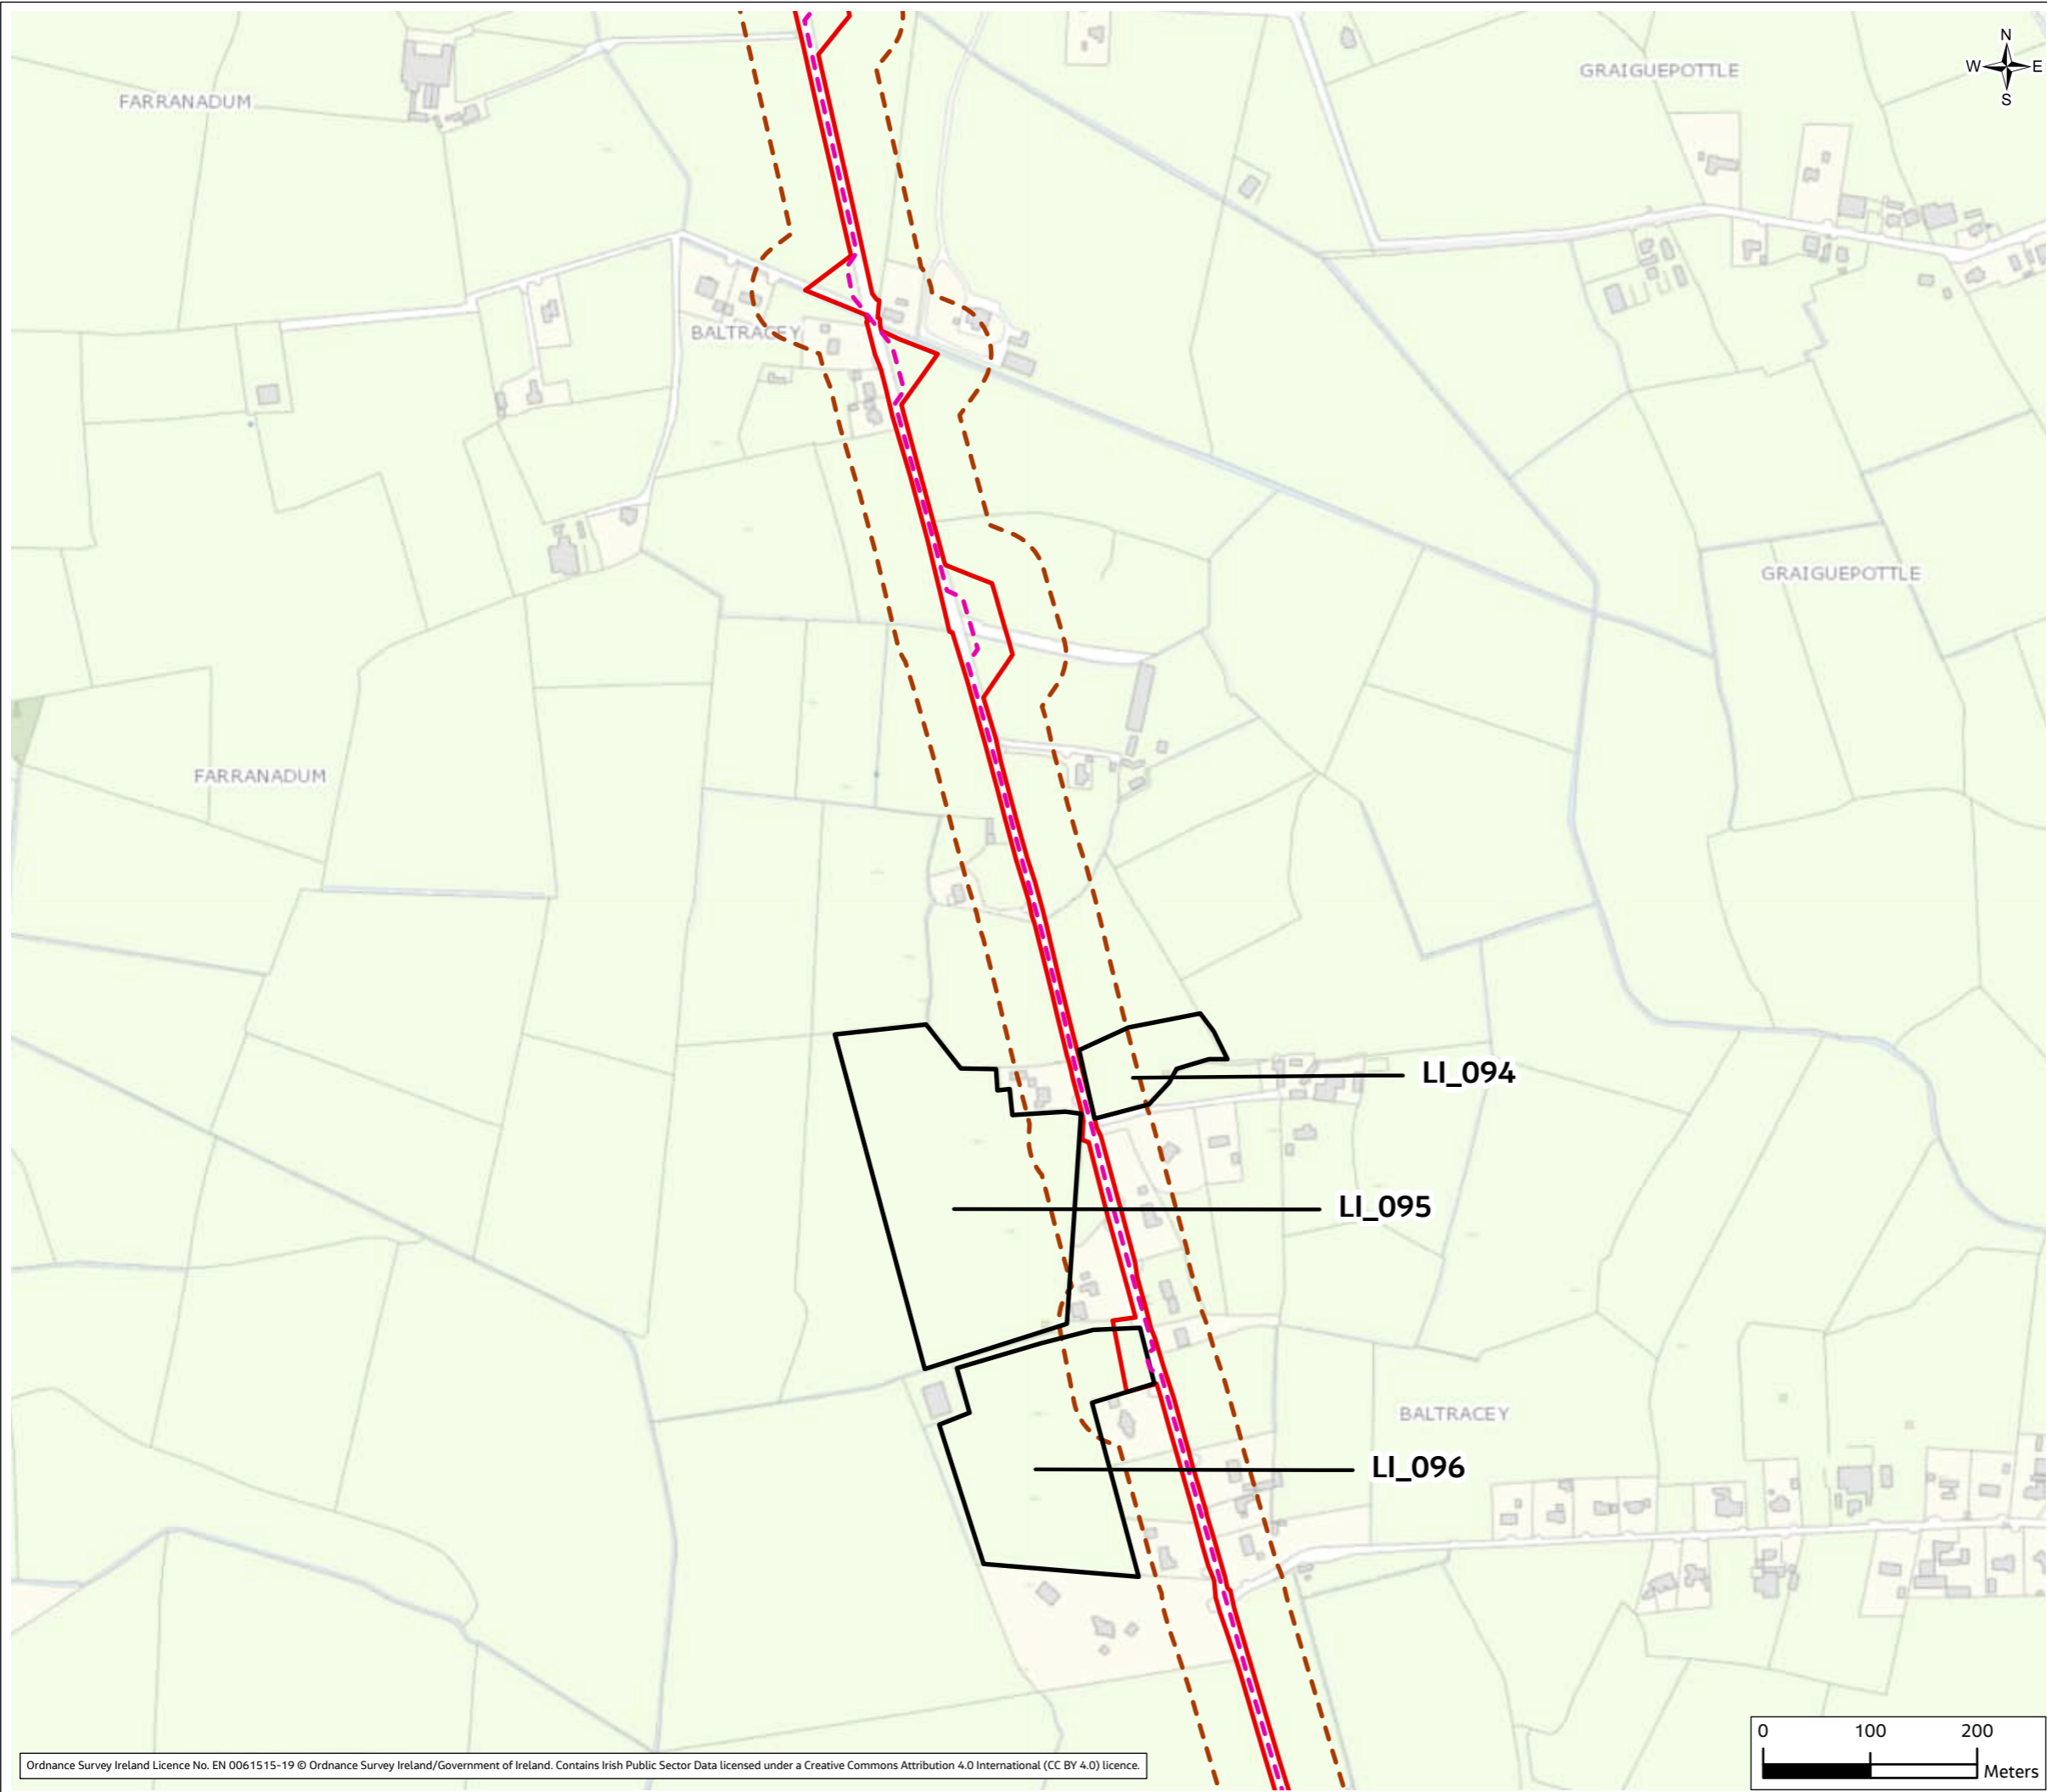 GRAIGUEPOTTLE
N
W E
S
FARRANADUM
BALTRACEY
GRAIGUEPOTTLE
FARRANADUM
LI_094
LI_095
BALTRACEY
LI_096
0 100 200
Meters
Ordnance Survey Ireland Licence No. EN 0061515-19 © Ordnance Survey Ireland/Government of Ireland. Contains Irish Public Sector Data licensed under a Creative Commons Attribution 4.0 International (CC BY 4.0) licence.